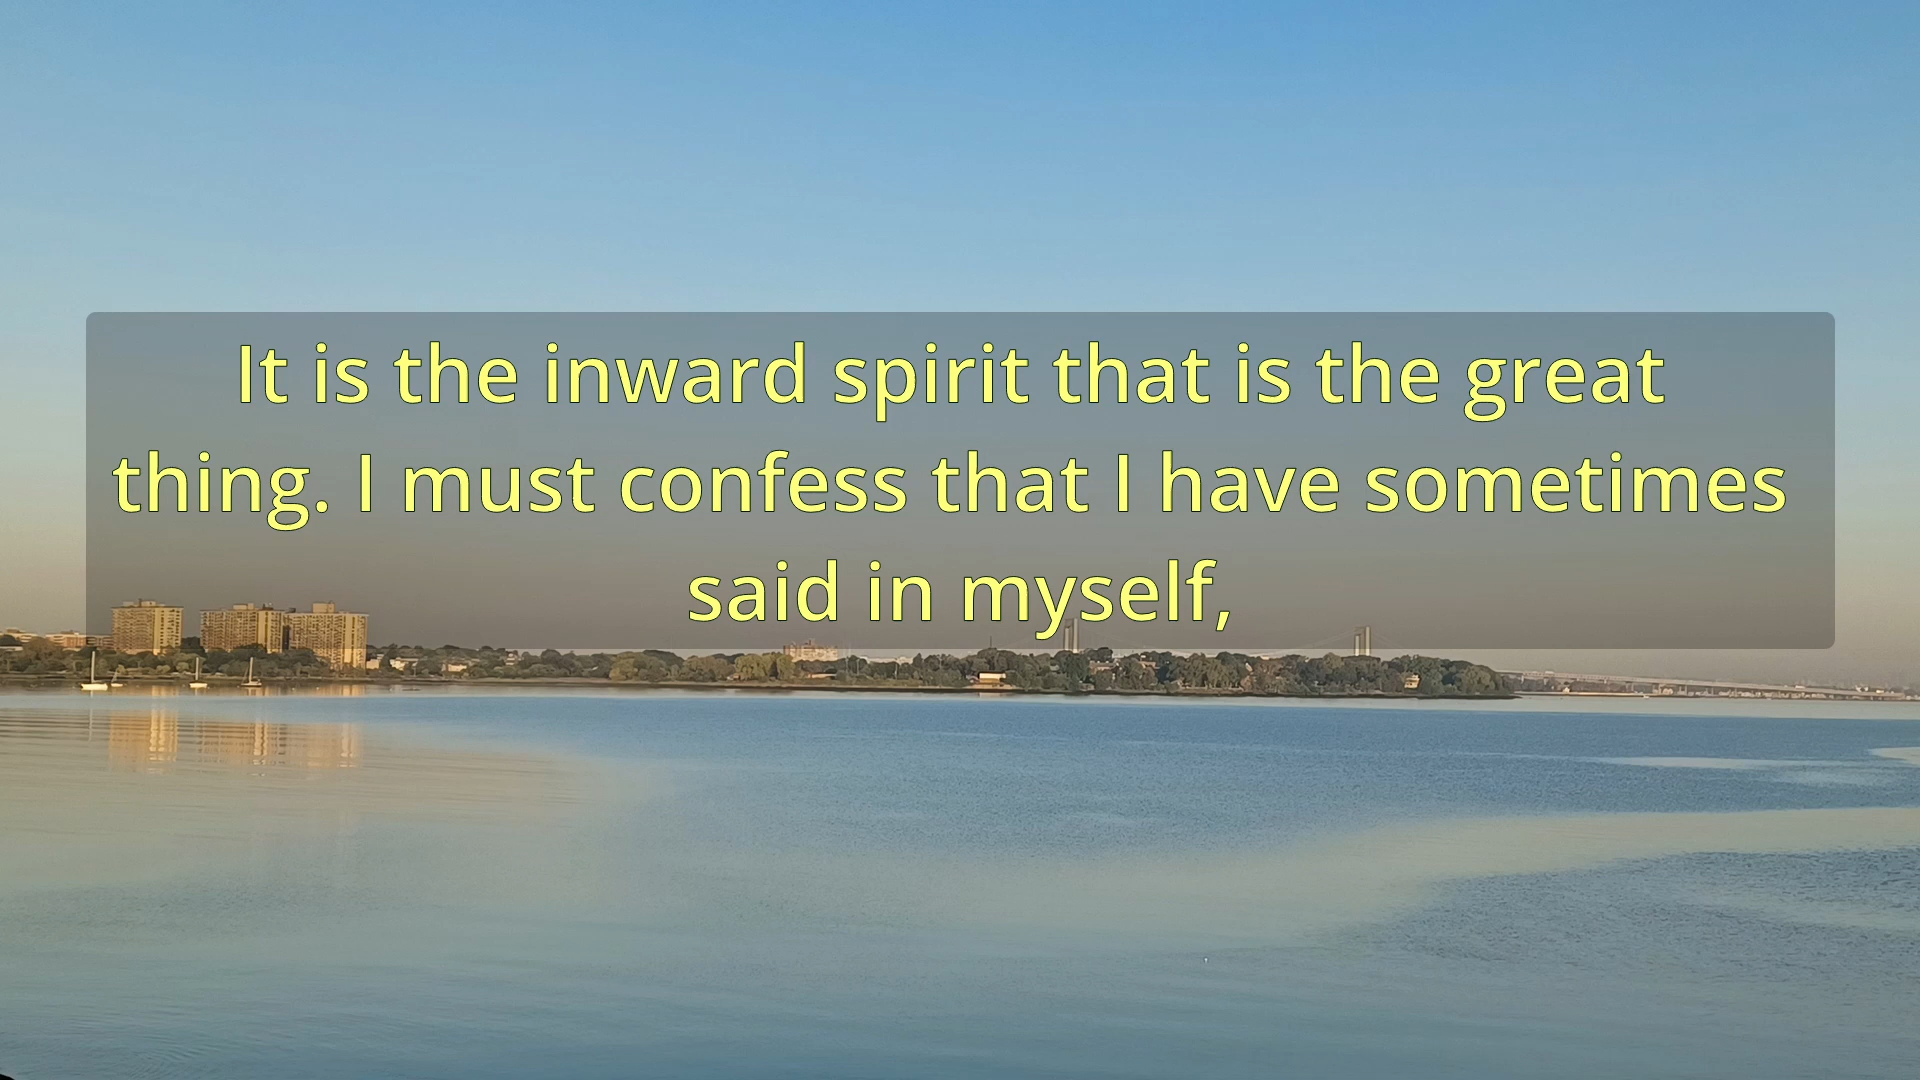 It is the inward spirit that is the great
thing. I must confess that I have sometimes
said in myself,